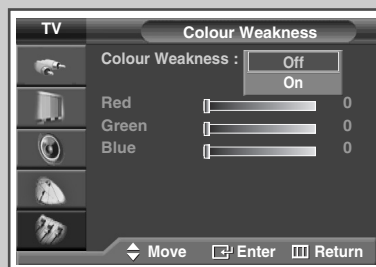 TV Colour Weakness
Colour Weakness : Off
On
Red 0
Green 0
Blue 0
Move Enter Return